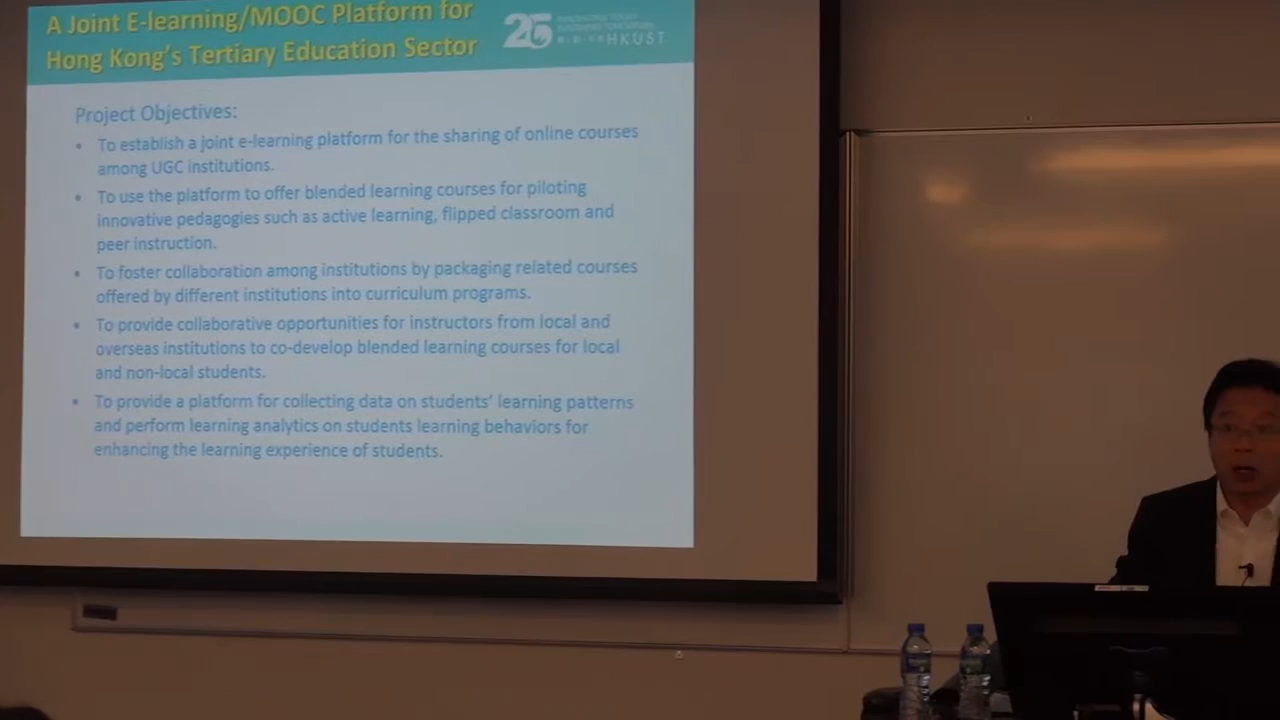 A Joint E-learning/MOOC Platform for
Hong Kong's Tertiary Education Sector
25
HKUST
Project Objectives:
• To establish a joint e-learning platform for the sharing of online courses
among UGC institutions.
• To use the platform to offer blended learning courses for piloting
innovative pedagogies such as active learning, flipped classroom and
peer instruction.
• To foster collaboration among institutions by packaging related courses
offered by different institutions into curriculum programs.
• To provide collaborative opportunities for instructors from local and
overseas institutions to co-develop blended learning courses for local
and non-local students.
• To provide a platform for collecting data on students' learning patterns
and perform learning analytics on students learning behaviors for
enhancing the learning experience of students.